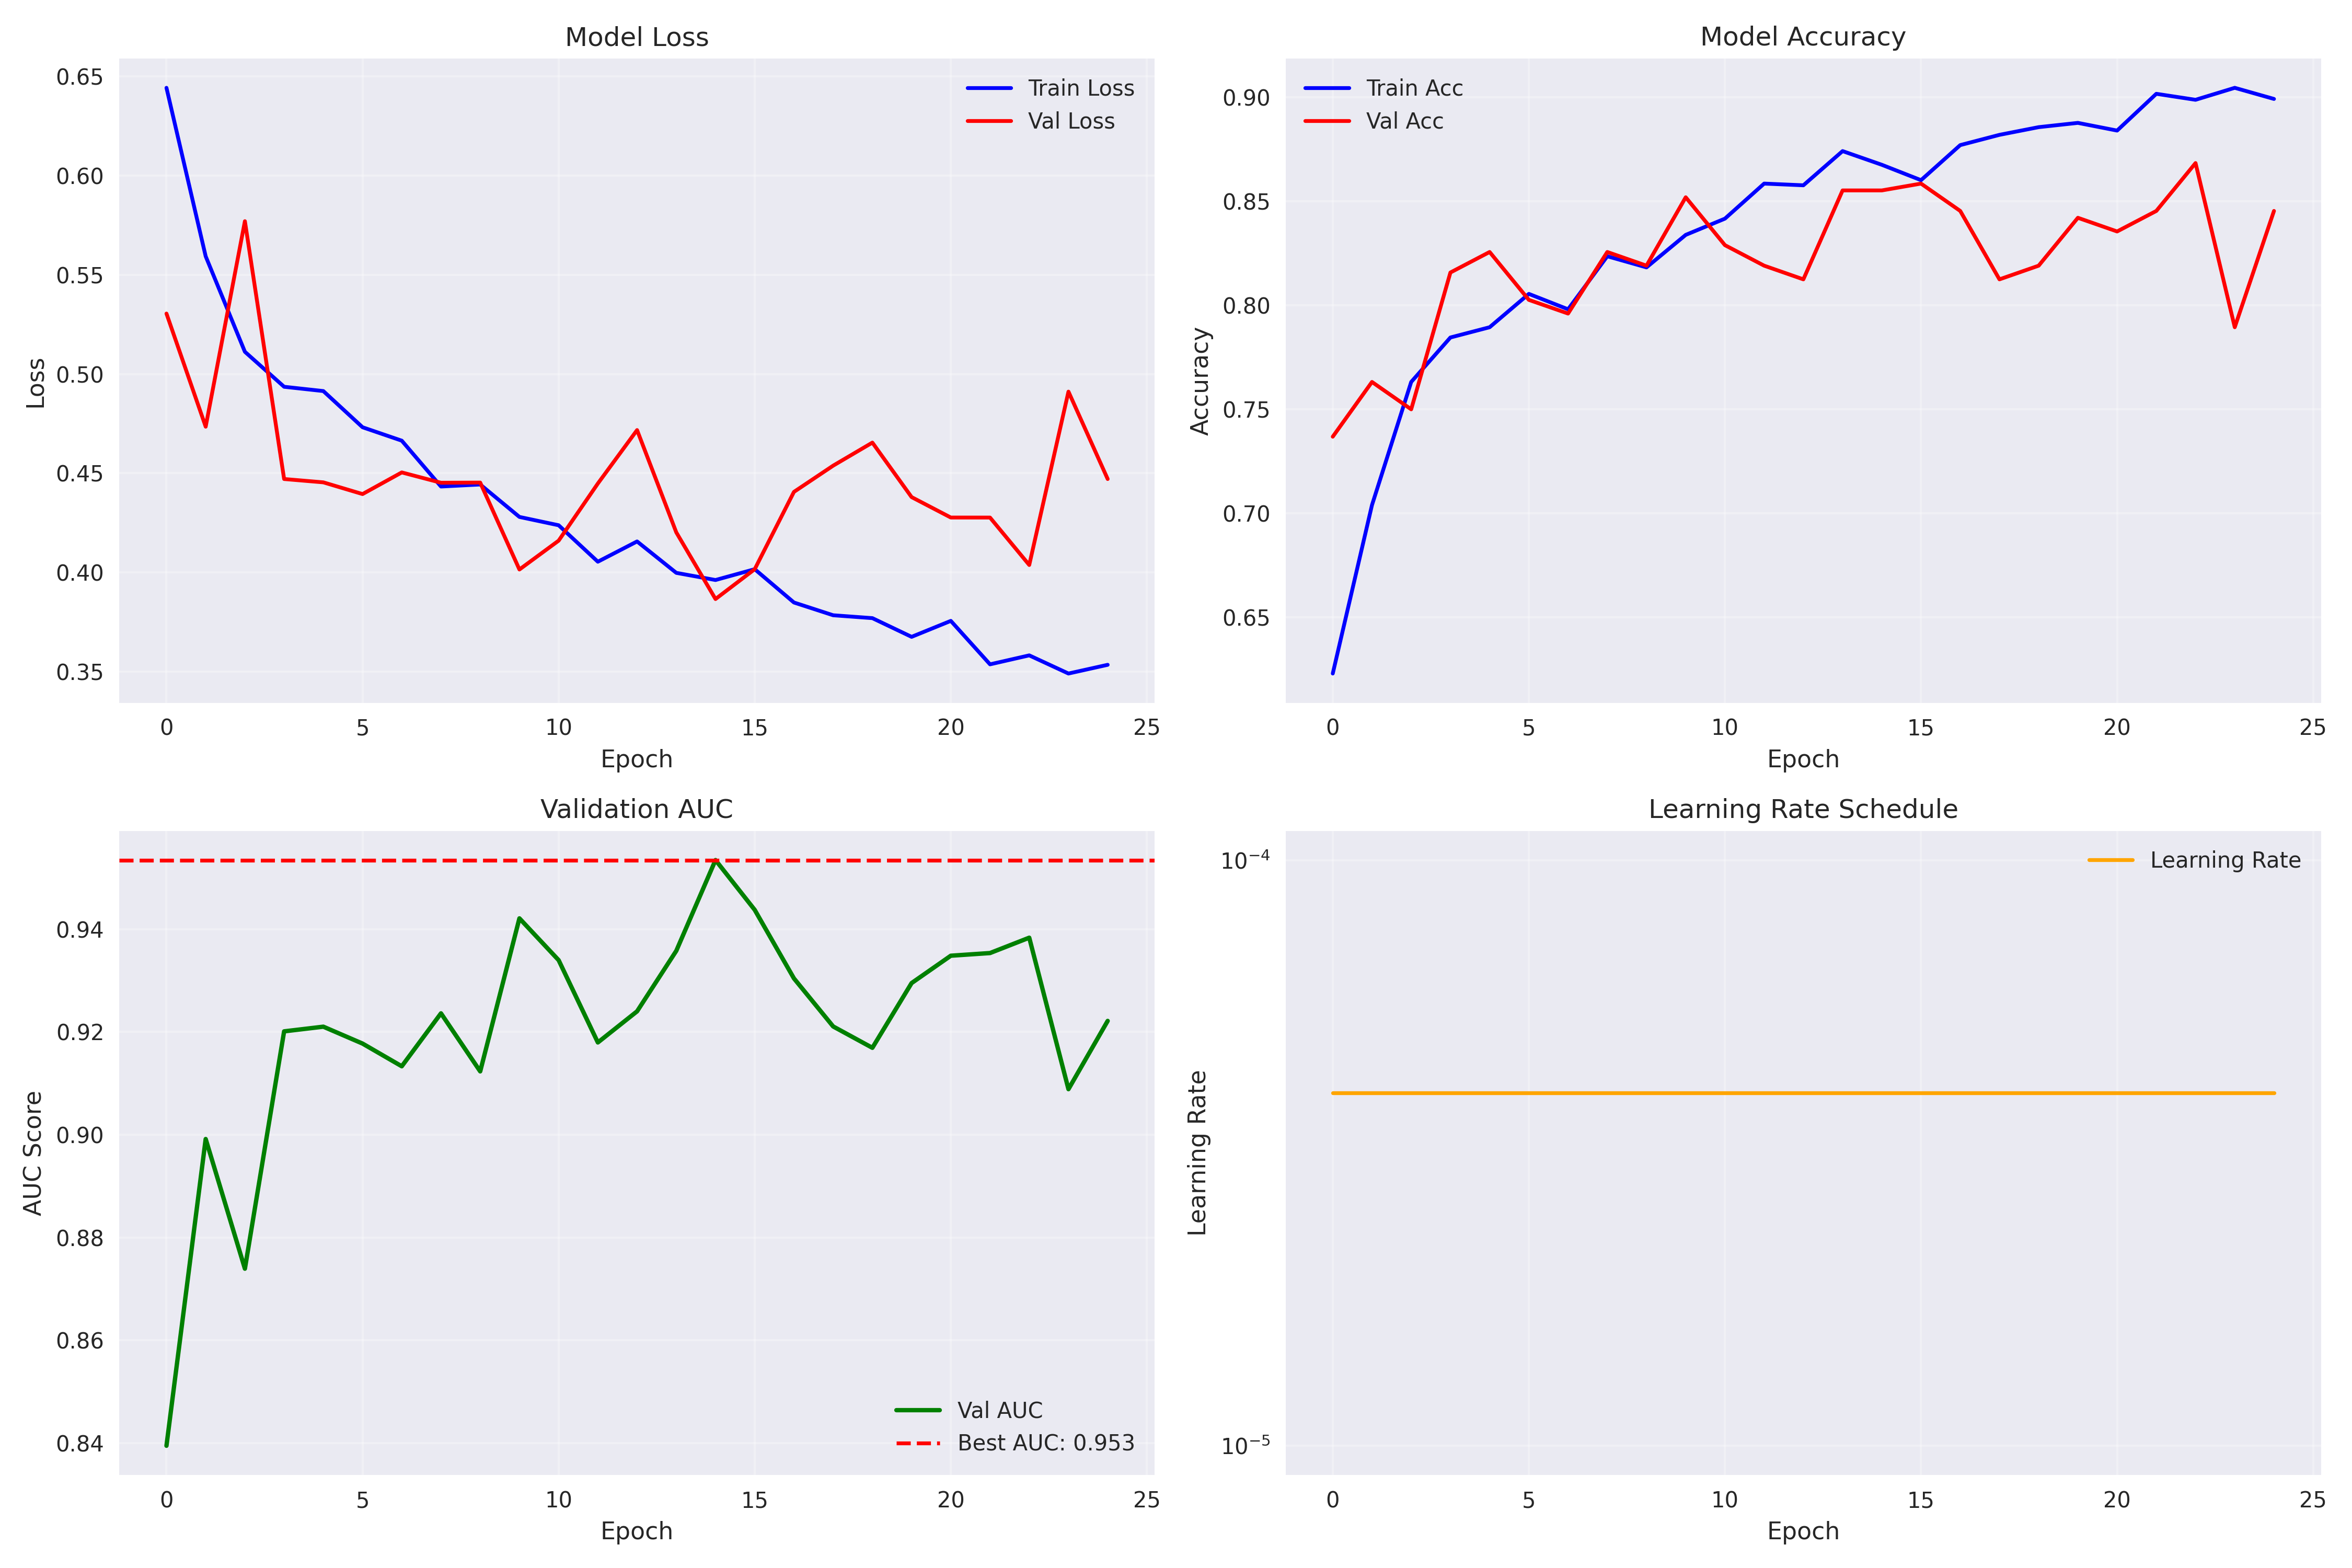 Model Loss
0.65
0.60
0.55
0.50
0.45
0.40
0.35
Loss
Train Loss
Val Loss
0 5 10 15 20 25
Epoch
Model Accuracy
0.90
0.85
0.80
0.75
0.70
0.65
Accuracy
Train Acc
Val Acc
0 5 10 15 20 25
Epoch
Validation AUC
0.94
0.92
0.90
0.88
0.86
0.84
AUC Score
Val AUC
Best AUC: 0.953
0 5 10 15 20 25
Epoch
Learning Rate Schedule
10⁻⁴
10⁻⁵
Learning Rate
Learning Rate
0 5 10 15 20 25
Epoch